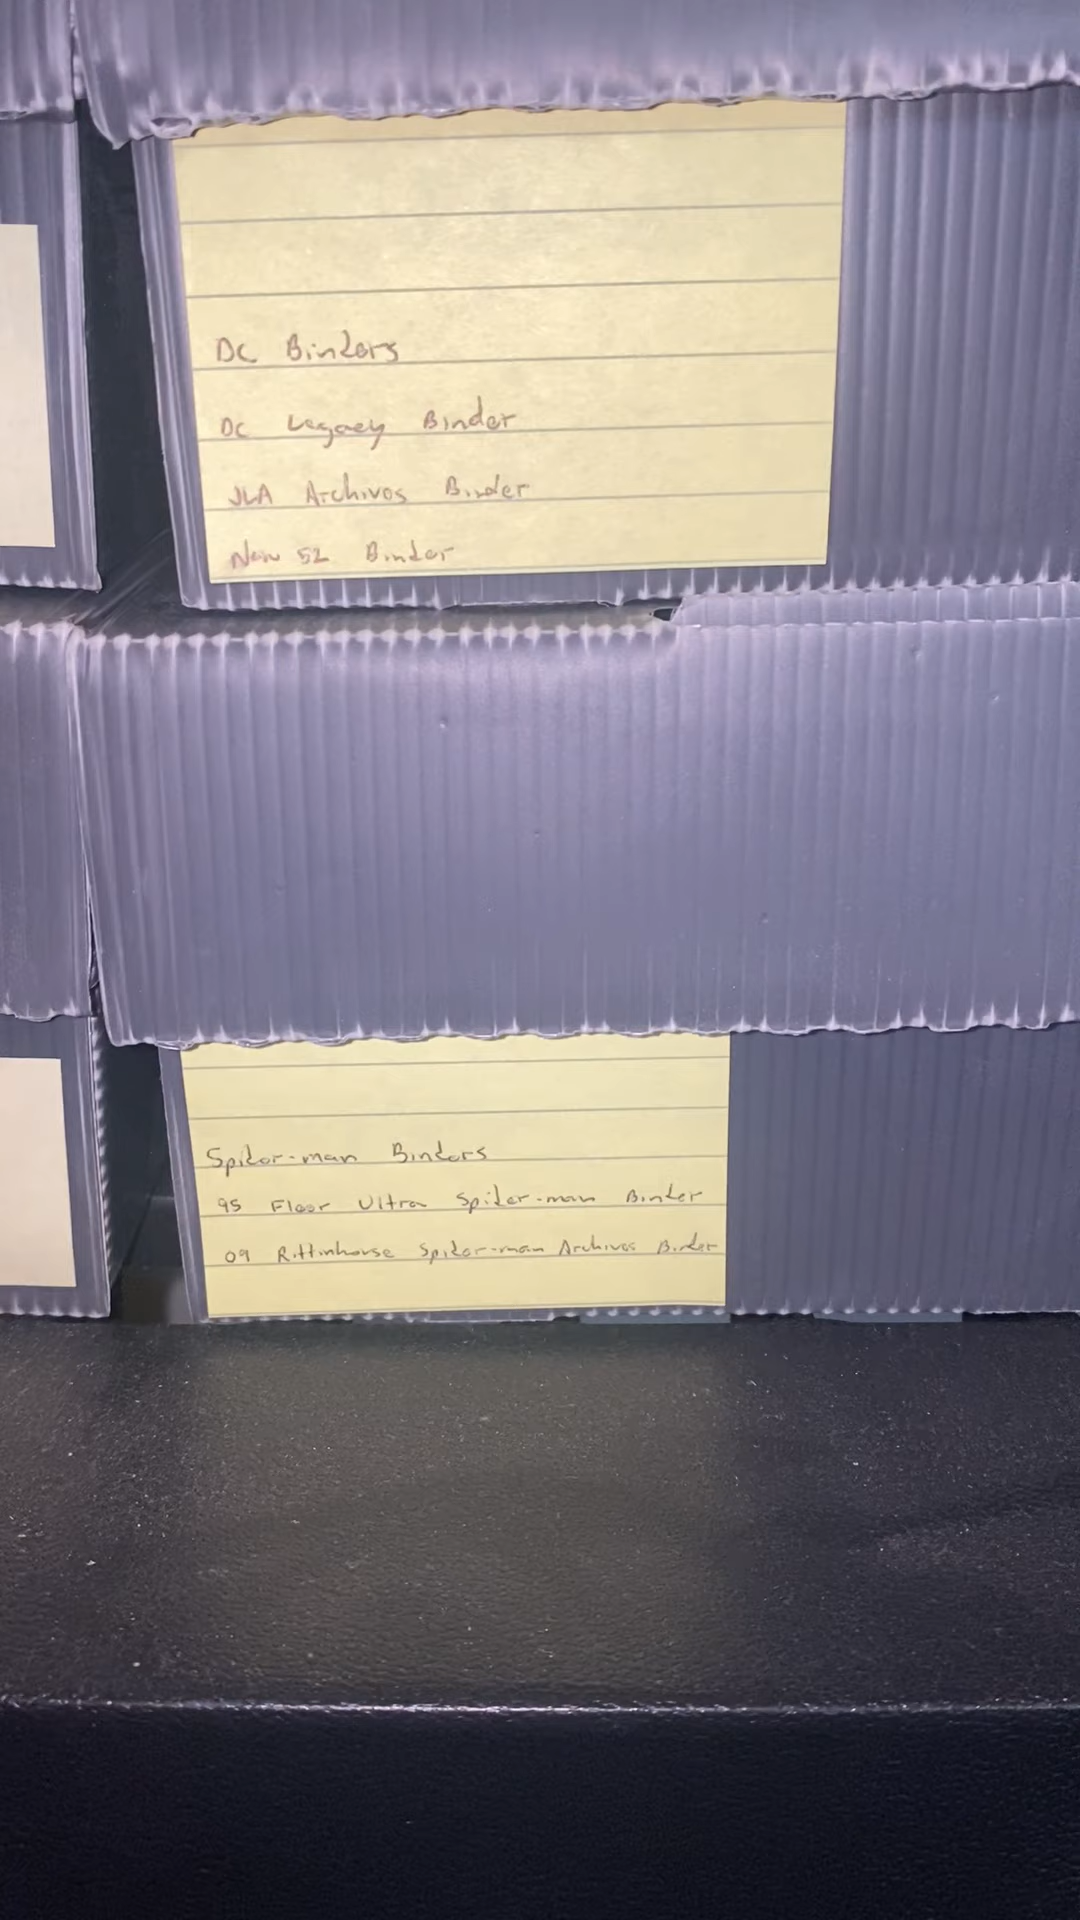 DC Binders
DC Legacy Binder
JLA Archives Binder
New 52 Binder
Spider-man Binders
95 Fleer Ultra Spider-man Binder
09 Rittinhouse Spider-man Archives Binder